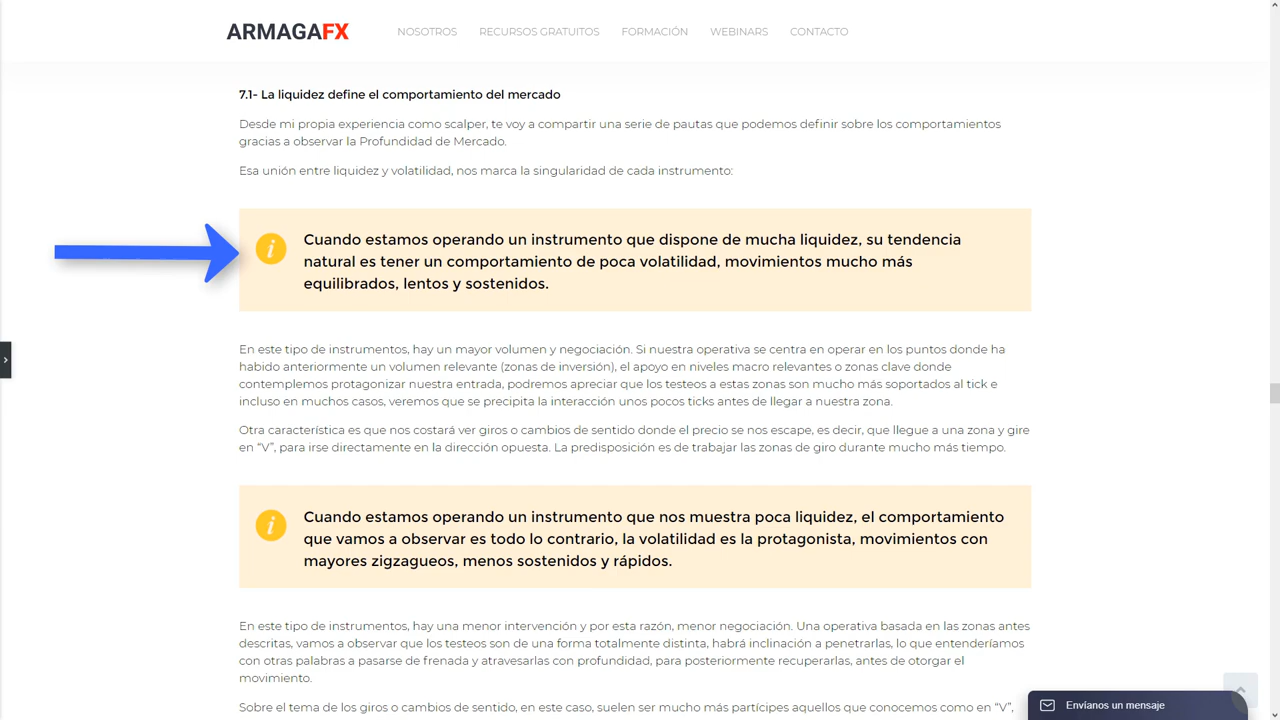 ARMAGAFX
NOSOTROS
RECURSOS GRATUITOS
FORMACIÓN
WEBINARS
CONTACTO
7.1- La liquidez define el comportamiento del mercado
Desde mi propia experiencia como scalper, te voy a compartir una serie de pautas que podemos definir sobre los comportamientos
gracias a observar la Profundidad de Mercado.
Esa unión entre liquidez y volatilidad, nos marca la singularidad de cada instrumento:
Cuando estamos operando un instrumento que dispone de mucha liquidez, su tendencia
natural es tener un comportamiento de poca volatilidad, movimientos mucho más
equilibrados, lentos y sostenidos.
En este tipo de instrumentos, hay un mayor volumen y negociación. Si nuestra operativa se centra en operar en los puntos donde ha
habido anteriormente un volumen relevante (zonas de inversión), el apoyo en niveles macro relevantes o zonas clave donde
contemplemos protagonizar nuestra entrada, podremos apreciar que los testeos a estas zonas son mucho más soportados al tick e
incluso en muchos casos, veremos que se precipita la interacción unos pocos ticks antes de llegar a nuestra zona.
Otra característica es que nos costará ver giros o cambios de sentido donde el precio se nos escape, es decir, que llegue a una zona y gire
en “V”, para irse directamente en la dirección opuesta. La predisposición es de trabajar las zonas de giro durante mucho más tiempo.
Cuando estamos operando un instrumento que nos muestra poca liquidez, el comportamiento
que vamos a observar es todo lo contrario, la volatilidad es la protagonista, movimientos con
mayores zigzagueos, menos sostenidos y rápidos.
En este tipo de instrumentos, hay una menor intervención y por esta razón, menor negociación. Una operativa basada en las zonas antes
descritas, vamos a observar que los testeos son de una forma totalmente distinta, habrá inclinación a penetrarlas, lo que entenderíamos
con otras palabras a pasarse de frenada y atravesarlas con profundidad, para posteriormente recuperarlas, antes de otorgar el
movimiento.
Sobre el tema de los giros o cambios de sentido, en este caso, suelen ser mucho más partícipes aquellos que conocemos como en “V”,
Envíanos un mensaje